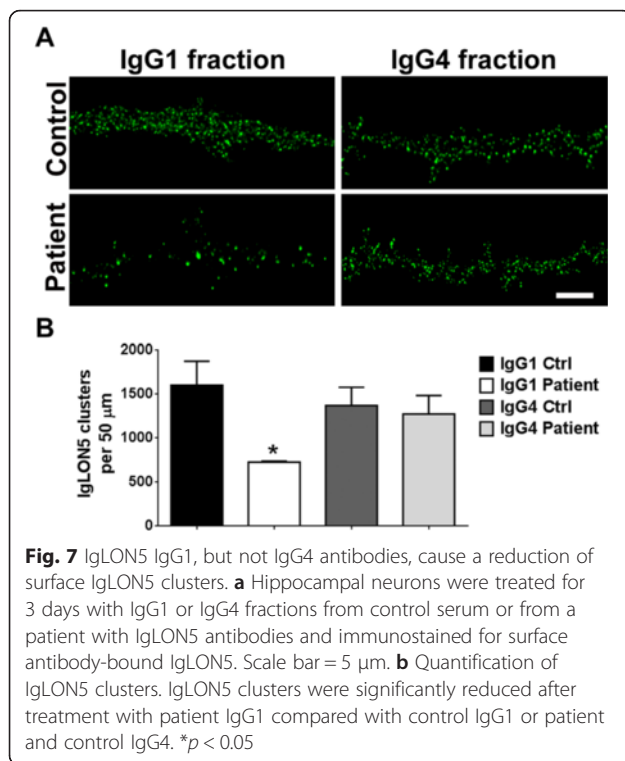 A
IgG1 fraction
IgG4 fraction
Control
Patient
B
IgLON5 clusters
per 50 µm
2000
1500
1000
500
0
*
IgG1 Ctrl
IgG1 Patient
IgG4 Ctrl
IgG4 Patient
Fig. 7 IgLON5 IgG1, but not IgG4 antibodies, cause a reduction of
surface IgLON5 clusters. a Hippocampal neurons were treated for
3 days with IgG1 or IgG4 fractions from control serum or from a
patient with IgLON5 antibodies and immunostained for surface
antibody-bound IgLON5. Scale bar = 5 µm. b Quantification of
IgLON5 clusters. IgLON5 clusters were significantly reduced after
treatment with patient IgG1 compared with control IgG1 or patient
and control IgG4. *p < 0.05